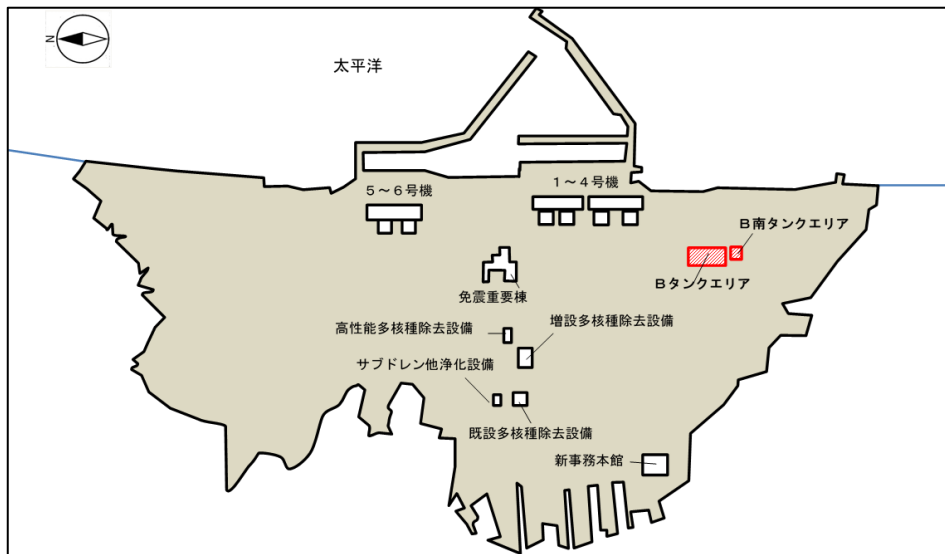 N
太平洋
5~6号機
1~4号機
B南タンクエリア
Bタンクエリア
免震重要棟
高性能多核種除去設備
増設多核種除去設備
サブドレン他浄化設備
既設多核種除去設備
新事務本館